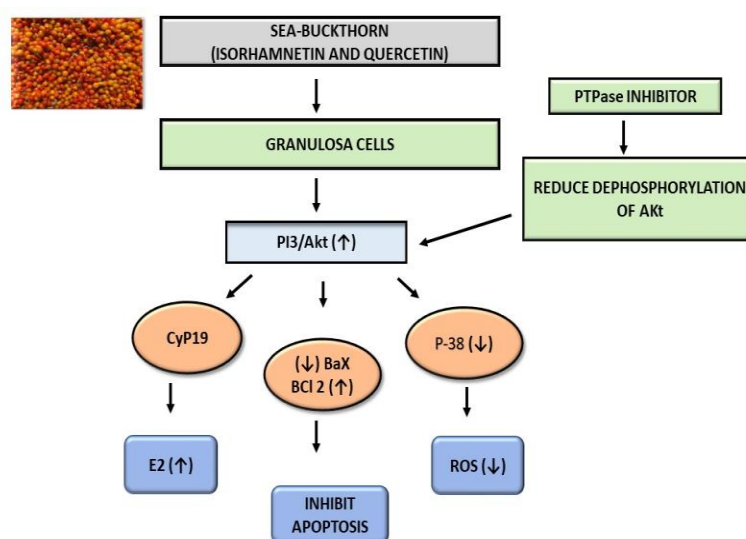 SEA-BUCKTHORN
(ISORHAMNETIN AND QUERCETIN)
PTPase INHIBITOR
GRANULOSA CELLS
REDUCE DEPHOSPHORYLATION
OF AKt
PI3/Akt (↑)
CyP19
(↓) BaX
BCl 2 (↑)
P-38 (↓)
E2 (↑)
INHIBIT
APOPTOSIS
ROS (↓)